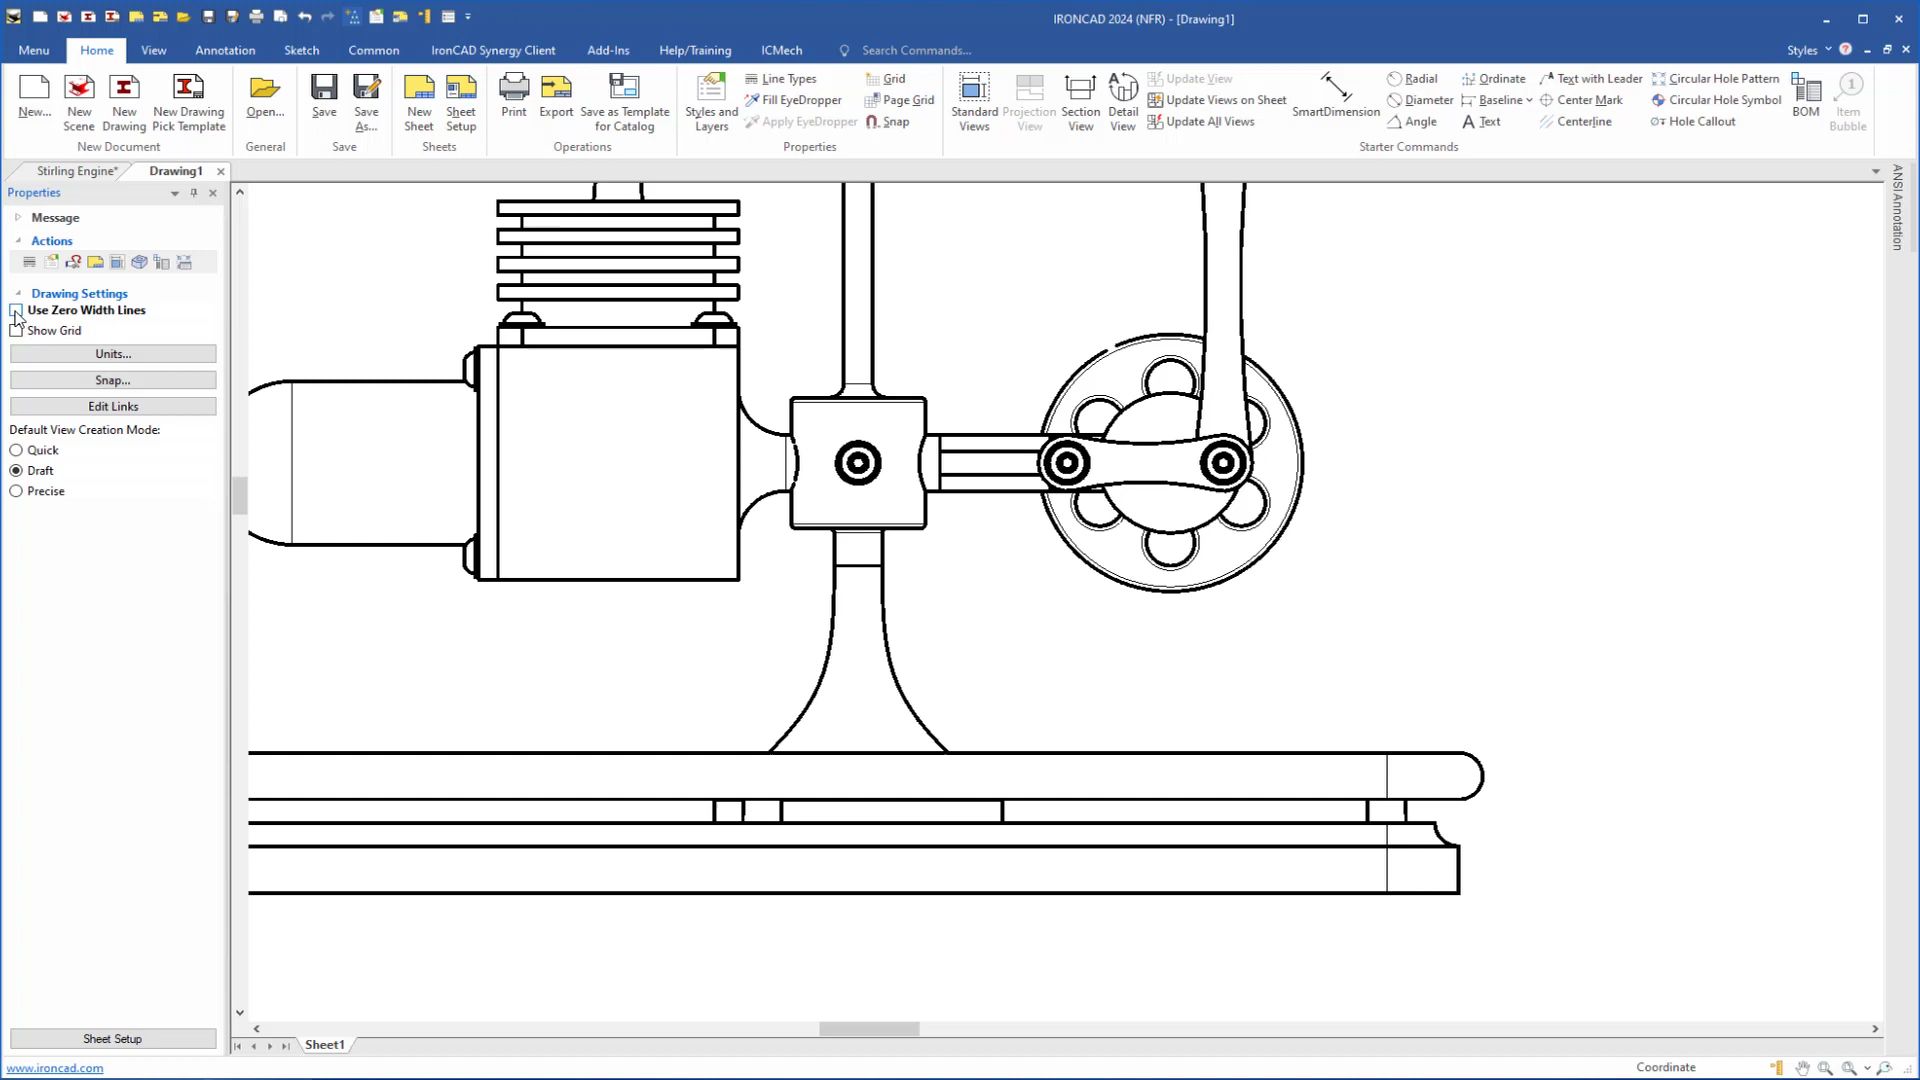 IRONCAD 2024 (NFR) - [Drawing1]
Menu Home View Annotation Sketch Common IronCAD Synergy Client Add-Ins Help/Training ICMech Search Commands... Styles
New... New Scene New Drawing New Drawing Pick Template
New Document
Open...
General
Save Save As...
Save
New Sheet Sheet Setup
Sheets
Print Export Save as Template for Catalog
Operations
Styles and Layers
Line Types Grid
Fill EyeDropper Page Grid
Apply EyeDropper Snap
Properties
Standard Views Projection View Section View Detail View
Update View
Update Views on Sheet
Update All Views
SmartDimension
Radial Ordinate Text with Leader Circular Hole Pattern
Diameter Baseline Center Mark Circular Hole Symbol
Angle Text Centerline Hole Callout
BOM Item Bubble
Starter Commands
Stirling Engine* Drawing1
Properties
Message
Actions
Drawing Settings
Use Zero Width Lines
Show Grid
Units...
Snap...
Edit Links
Default View Creation Mode:
Quick
Draft
Precise
Sheet Setup
ANSI Annotation
Sheet1
www.ironcad.com
Coordinate